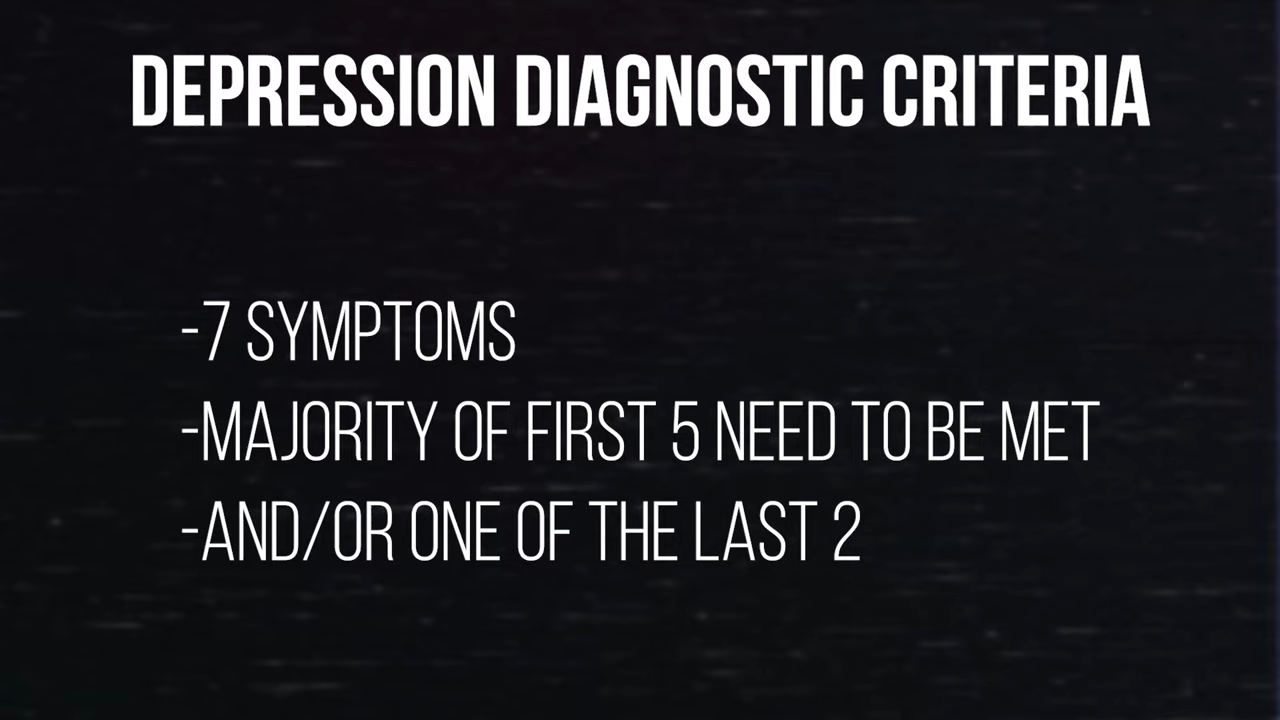 DEPRESSION DIAGNOSTIC CRITERIA
-7 SYMPTOMS
-MAJORITY OF FIRST 5 NEED TO BE MET
-AND/OR ONE OF THE LAST 2